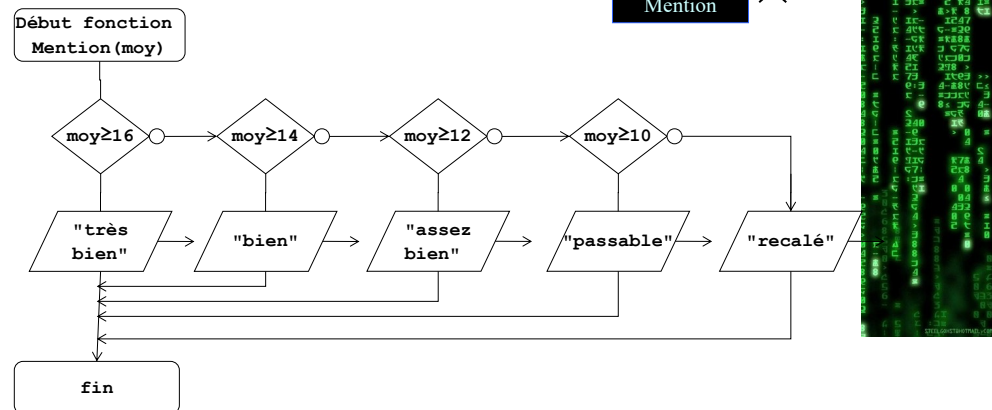 Mention
Début fonction
Mention(moy)
moy≥16
moy≥14
moy≥12
moy≥10
"très
bien"
"bien"
"assez
bien"
"passable"
"recalé"
fin